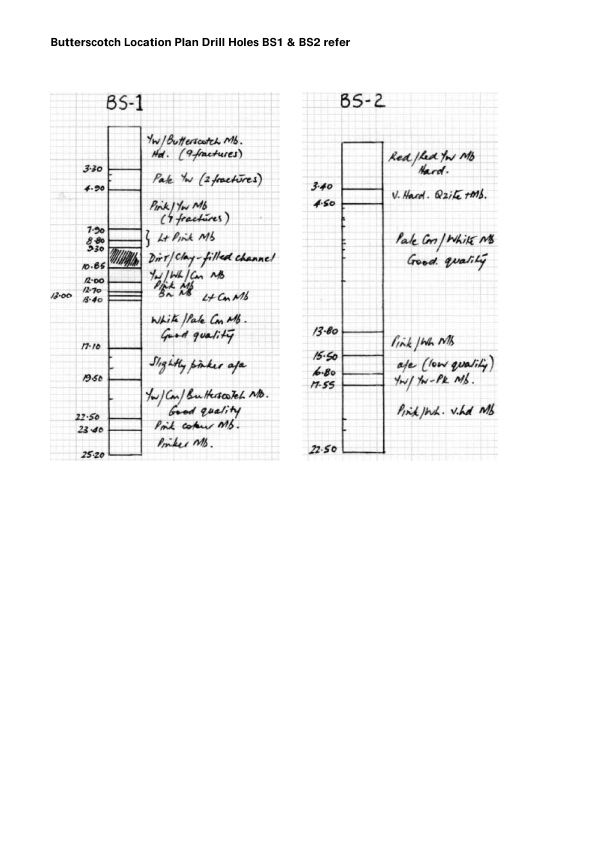 Butterscotch Location Plan Drill Holes BS1 & BS2 refer
BS-1
Yw/Butterscotch Mb.
Hd. (9 fractures)
3·30
Pale Yw (2 fractures)
4·90
Pink/Yw Mb
(7 fractures)
7·90
Lt Pink Mb
8·80
9·30
Dirt/Clay-filled channel
10·65
Yw/Wh/Cm Mb
12·00
Pink Mb
12·70
Bn Mb
13·00
Lt Cm Mb
13·40
White/Pale Cm Mb.
Good quality
17·10
Slightly pinker a/a
19·50
Yw/Cm/Butterscotch Mb.
Good quality
22·50
Pink colour Mb.
23·40
Pinker Mb.
25·20
BS-2
Red/Red Yw Mb
Hard.
3·40
V. Hard. Qzite + Mb.
4·50
Pale Cm/White Mb
Good quality
13·80
Pink/Wh Mb
15·50
a/a (low quality)
16·80
Yw/Yw-Pk Mb.
17·55
Pink/Wh. v.hd Mb
22·50